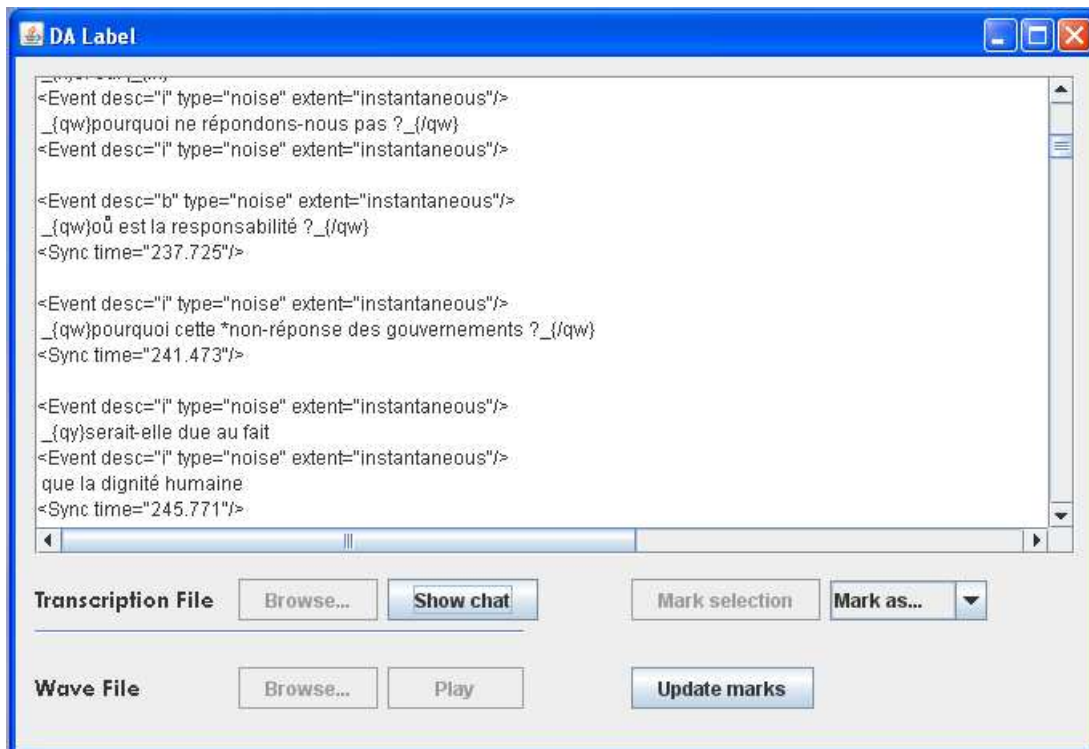 DA Label
<Event desc="i" type="noise" extent="instantaneous"/>
_{qw}pourquoi ne répondons-nous pas ?_{/qw}
<Event desc="i" type="noise" extent="instantaneous"/>
<Event desc="b" type="noise" extent="instantaneous"/>
_{qw}oů est la responsabilité ?_{/qw}
<Sync time="237.725"/>
<Event desc="i" type="noise" extent="instantaneous"/>
_{qw}pourquoi cette *non-réponse des gouvernements ?_{/qw}
<Sync time="241.473"/>
<Event desc="i" type="noise" extent="instantaneous"/>
_{qy}serait-elle due au fait
<Event desc="i" type="noise" extent="instantaneous"/>
que la dignité humaine
<Sync time="245.771"/>
Transcription File Browse... Show chat Mark selection Mark as...
Wave File Browse... Play Update marks